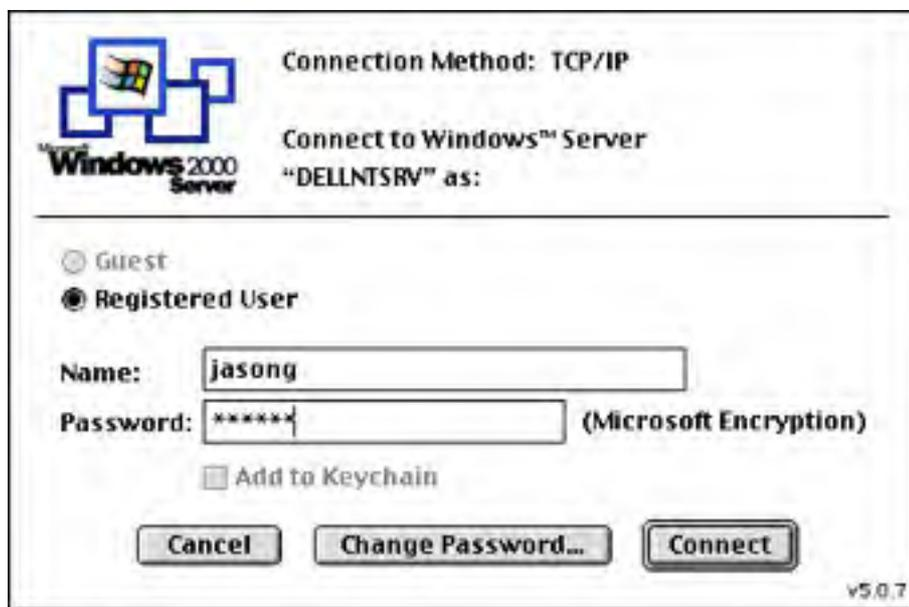 Microsoft
Windows 2000
Server
Connection Method: TCP/IP
Connect to Windows™ Server
“DELLNTSRV” as:
Guest
Registered User
Name: jasong
Password: ****** (Microsoft Encryption)
Add to Keychain
Cancel Change Password... Connect
v5.0.7